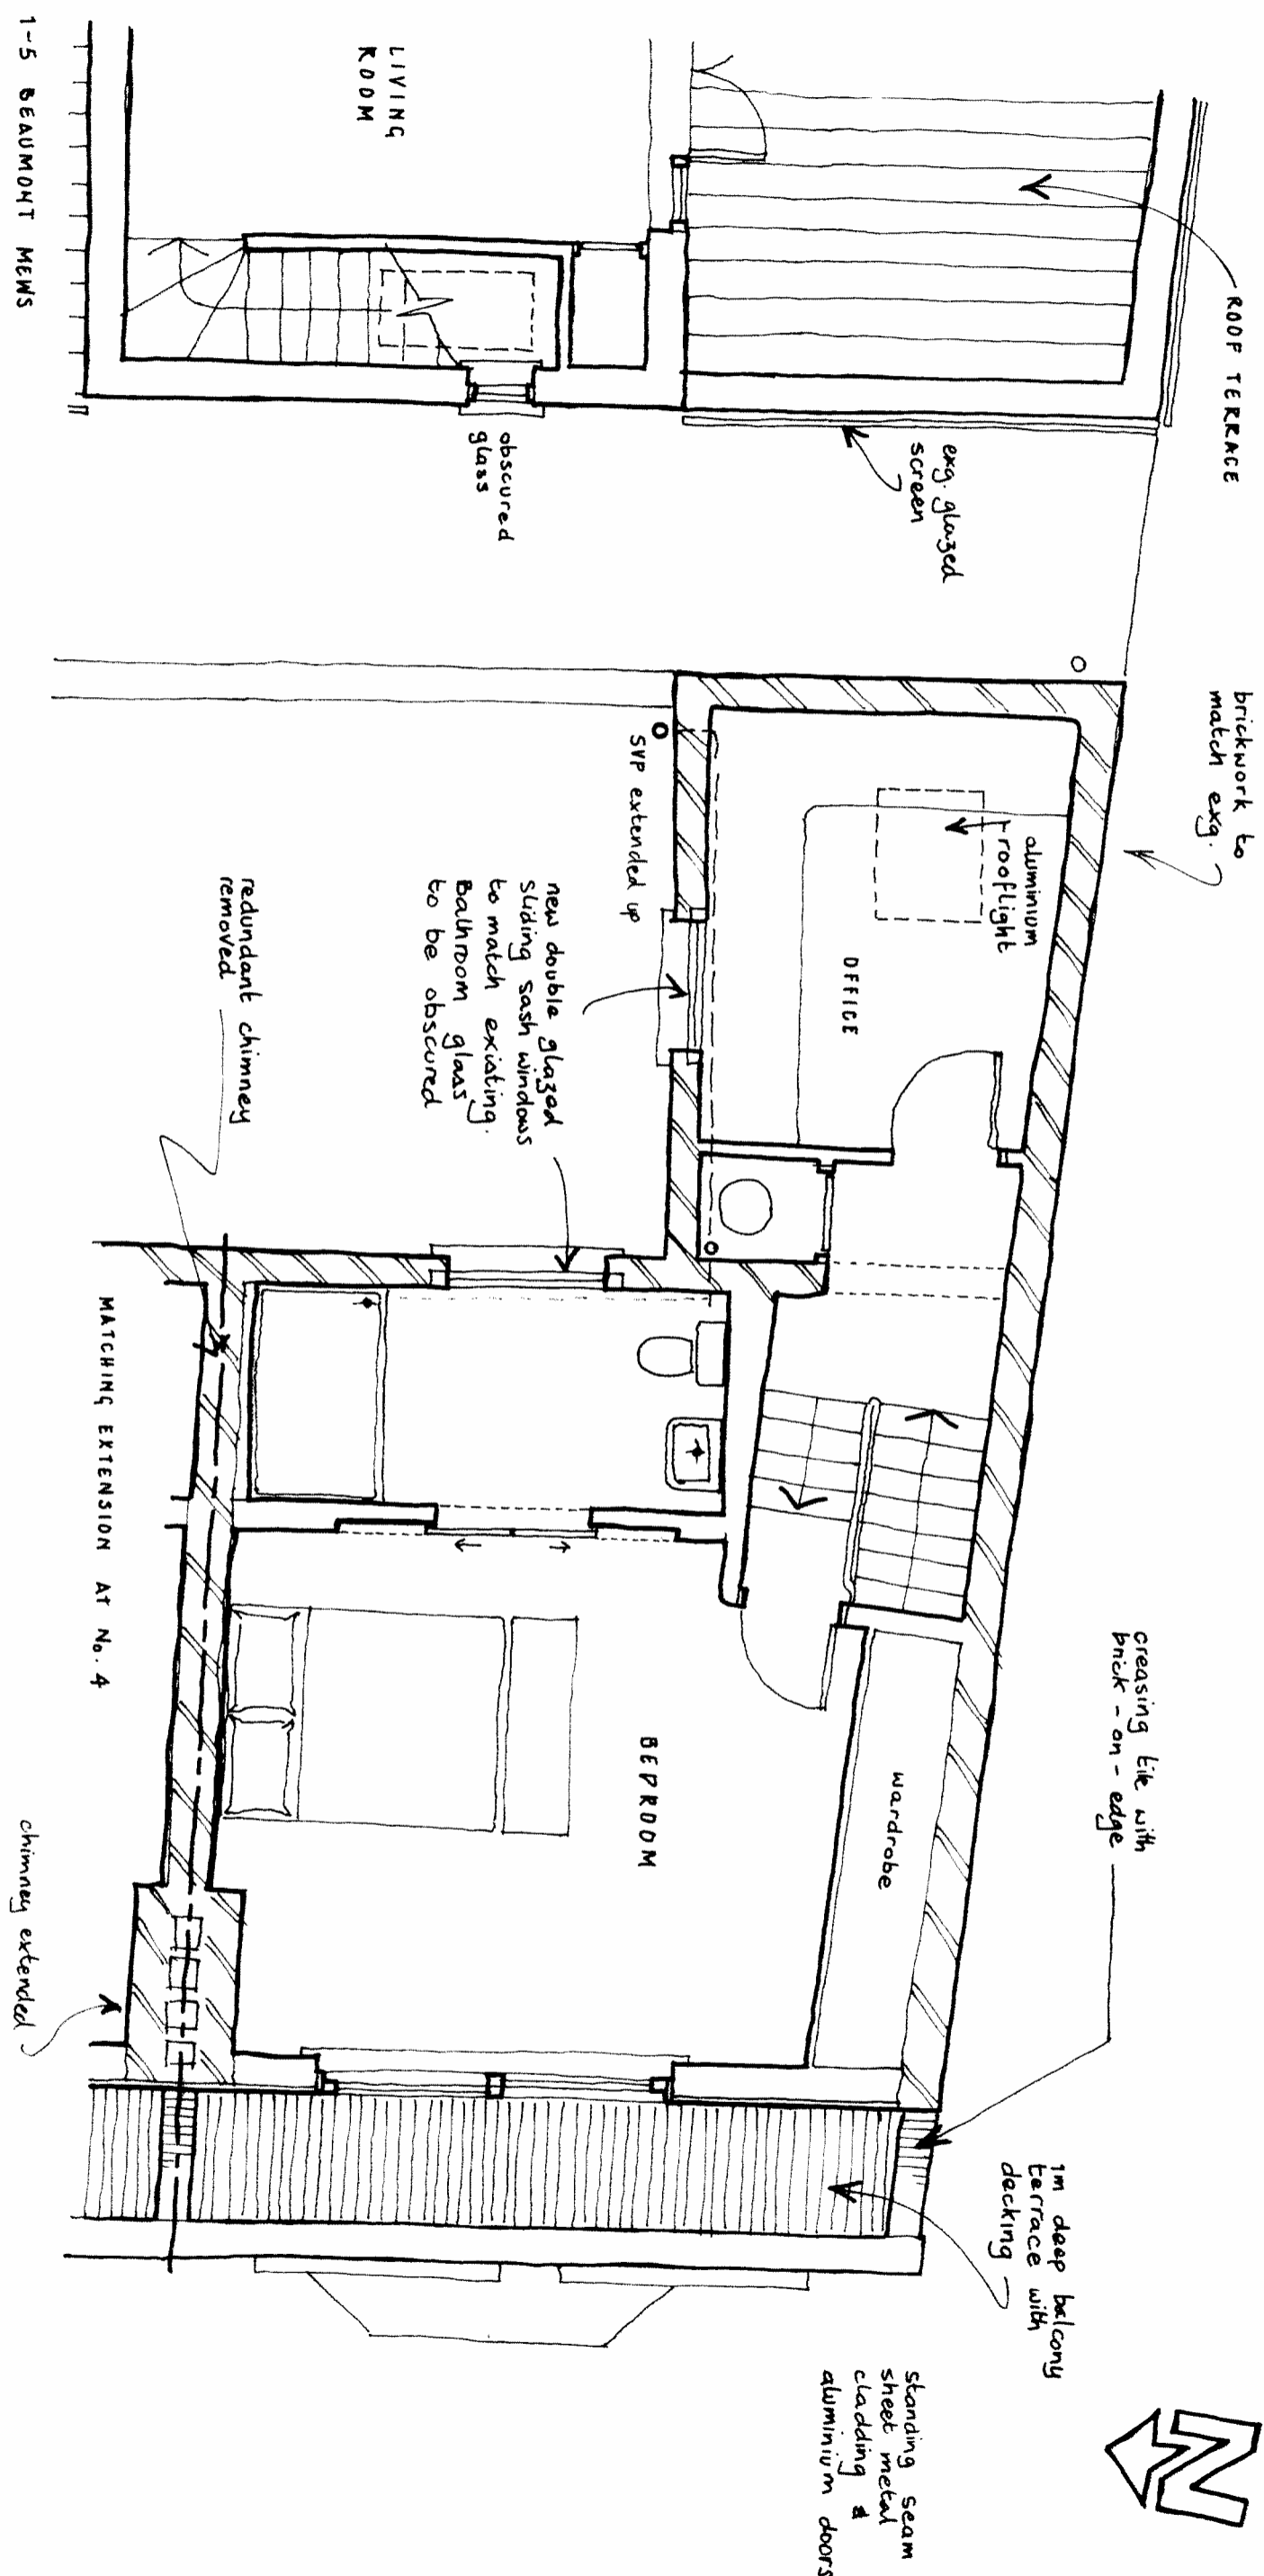 1-5 BEAUMONT MEWS
LIVING
ROOM
ROOF TERRACE
exg. glazed
screen
obscured
glass
brickwork to
match exg.
SVP extended up
aluminium
rooflight
OFFICE
new double glazed
sliding sash windows
to match existing.
Bathroom glass
to be obscured
redundant chimney
removed
MATCHING EXTENSION AT No. 4
BEDROOM
wardrobe
creasing tile with
brick-on-edge
chimney extended
1m deep balcony
terrace with
decking
standing seam
sheet metal
cladding &
aluminium doors
N